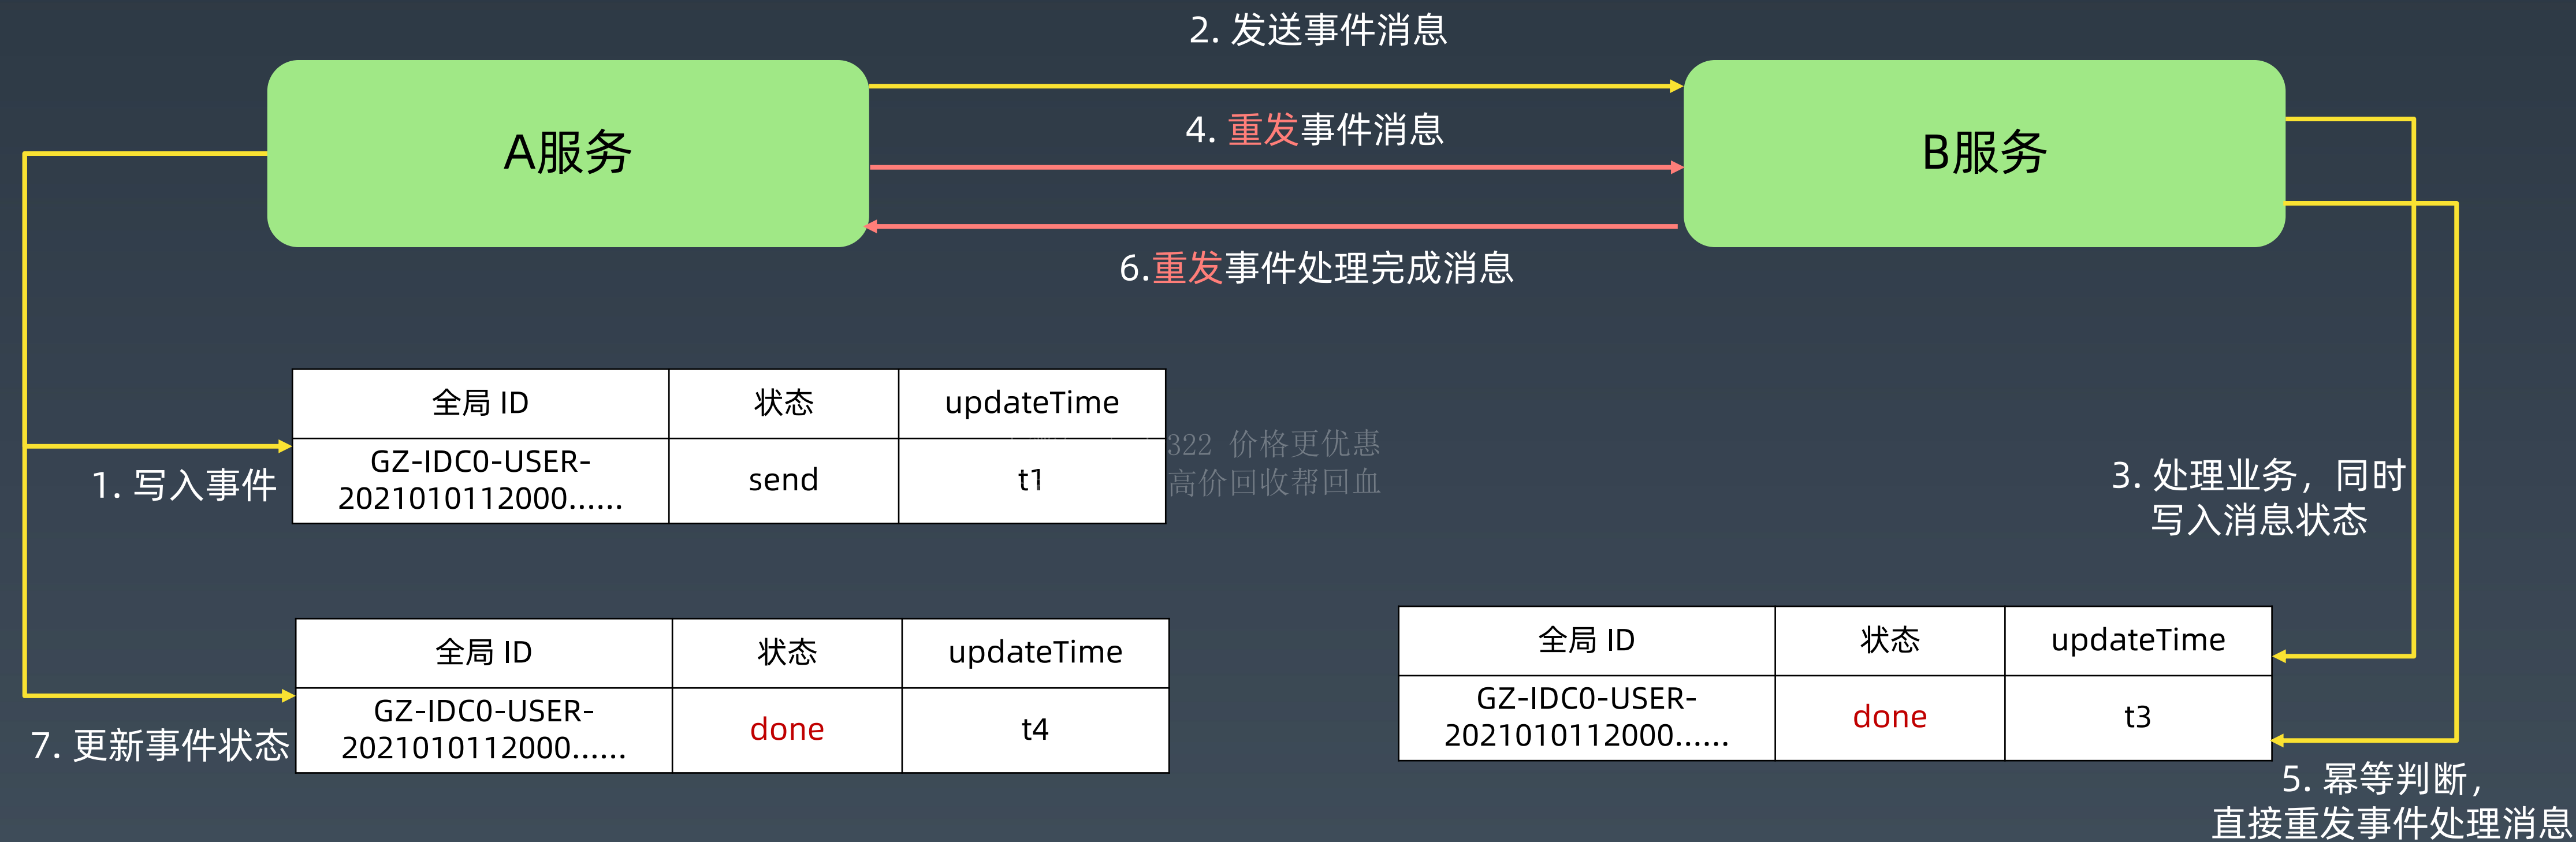 2. 发送事件消息
A服务
B服务
4. 重发事件消息
6.重发事件处理完成消息
全局 ID 状态 updateTime
GZ-IDC0-USER-
2021010112000...... send t1
1. 写入事件
322 价格更优惠
高价回收帮回血
3. 处理业务，同时
写入消息状态
全局 ID 状态 updateTime
GZ-IDC0-USER-
2021010112000...... done t4
7. 更新事件状态
全局 ID 状态 updateTime
GZ-IDC0-USER-
2021010112000...... done t3
5. 幂等判断，
直接重发事件处理消息